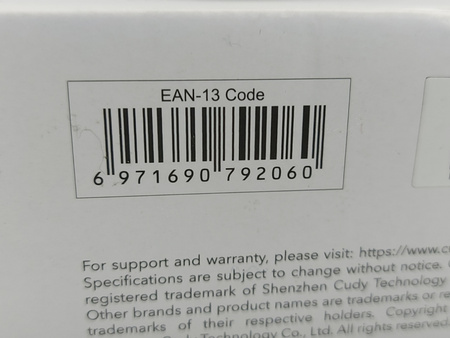 EAN-13 Code
6 971690 792060
For support and warranty, please visit: https://www.c
Specifications are subject to change without notice.
registered trademark of Shenzhen Cudy Technology
Other brands and product names are trademarks or re
trademarks of their respective holders. Copyright
Technology Co., Ltd. All rights reserved.